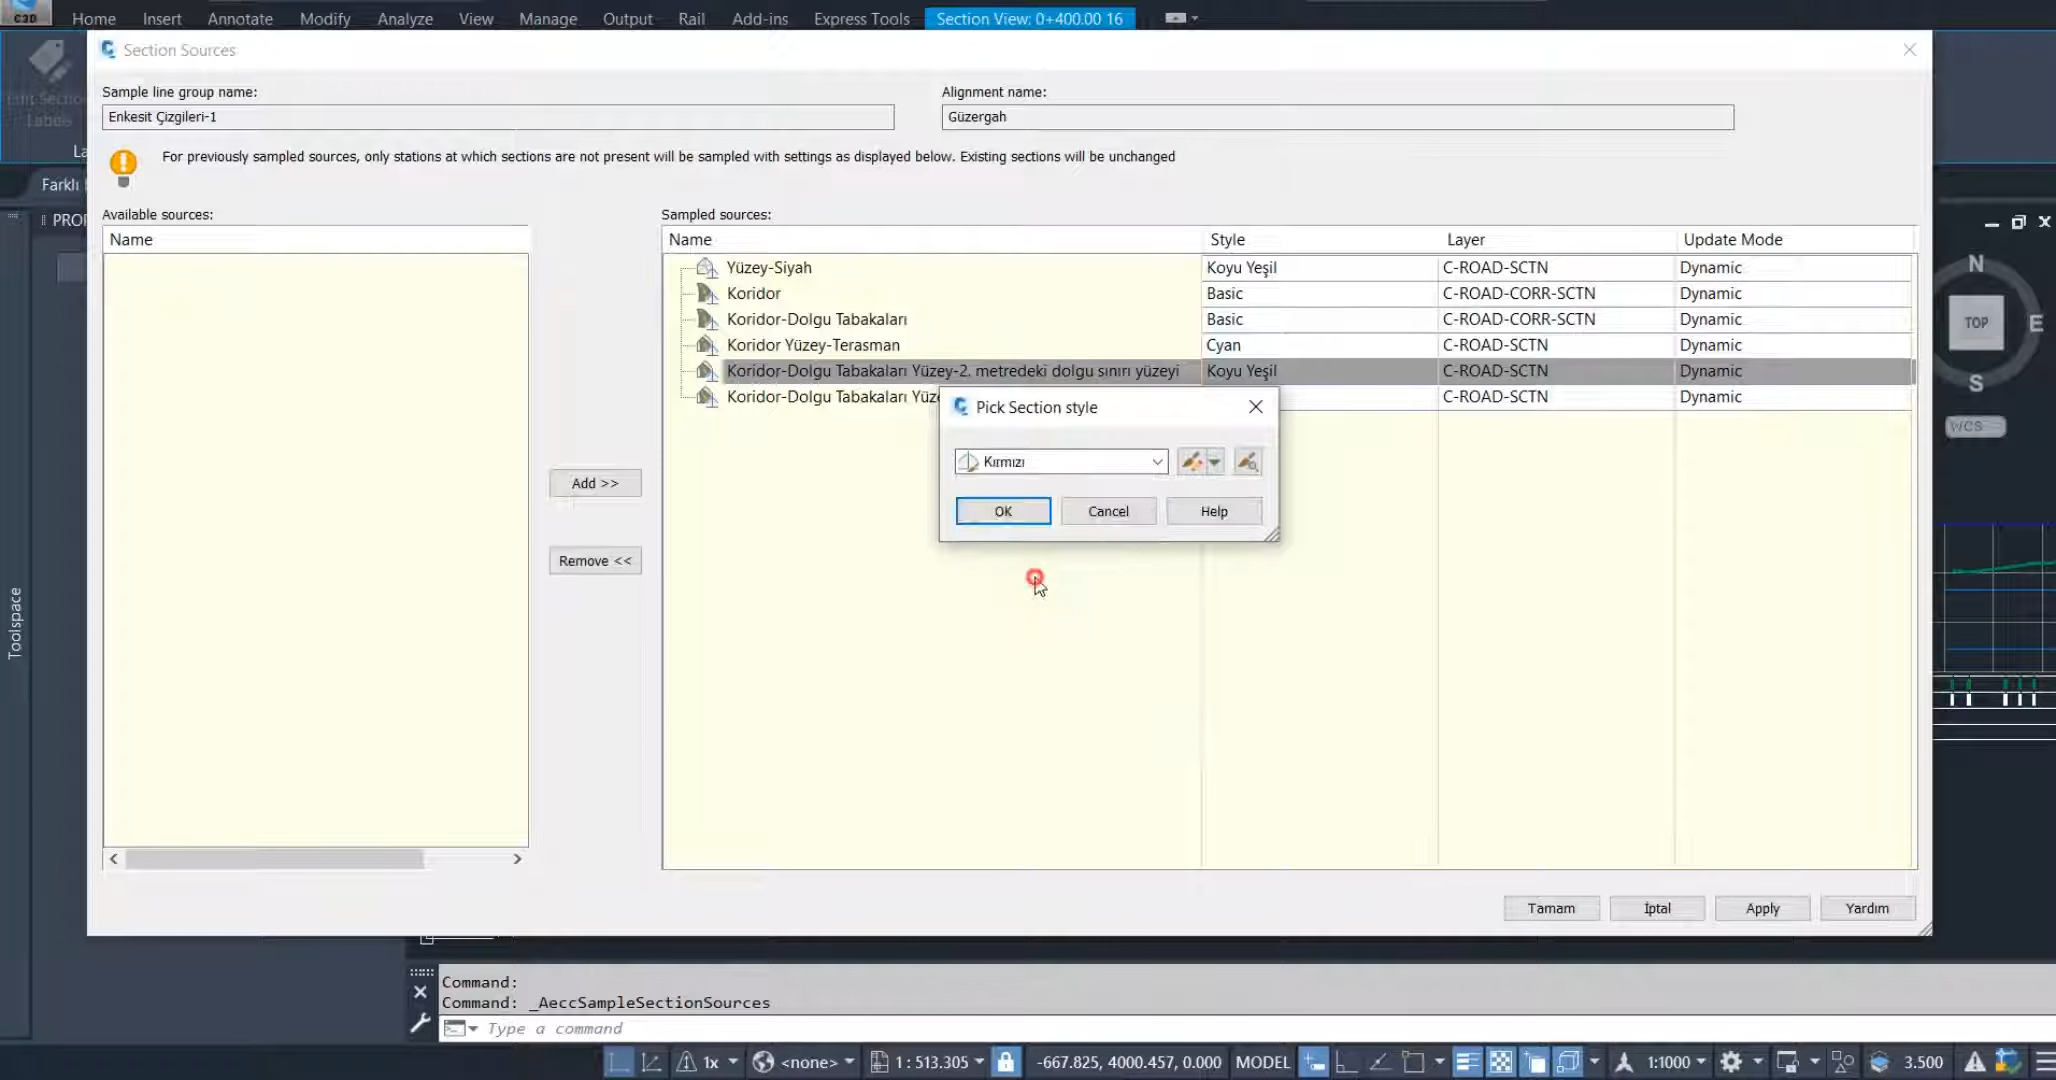 C3D
Home Insert Annotate Modify Analyze View Manage Output Rail Add-ins Express Tools Section View: 0+400.00 16
Section Sources
Edit Section
Labels
La
Farklı
PROP
Toolspace
Sample line group name:
Enkesit Çizgileri-1
Alignment name:
Güzergah
For previously sampled sources, only stations at which sections are not present will be sampled with settings as displayed below. Existing sections will be unchanged
Available sources:
Name
Add >>
Remove <<
Sampled sources:
Name Style Layer Update Mode
Yüzey-Siyah Koyu Yeşil C-ROAD-SCTN Dynamic
Koridor Basic C-ROAD-CORR-SCTN Dynamic
Koridor-Dolgu Tabakaları Basic C-ROAD-CORR-SCTN Dynamic
Koridor Yüzey-Terasman Cyan C-ROAD-SCTN Dynamic
Koridor-Dolgu Tabakaları Yüzey-2. metredeki dolgu sınırı yüzeyi Koyu Yeşil C-ROAD-SCTN Dynamic
Koridor-Dolgu Tabakaları Yüze C-ROAD-SCTN Dynamic
Pick Section style
Kırmızı
OK Cancel Help
Tamam İptal Apply Yardım
N
TOP
E
S
WCS
Command:
Command: _AeccSampleSectionSources
Type a command
1x <none> 1 : 513.305 -667.825, 4000.457, 0.000 MODEL 1:1000 3.500